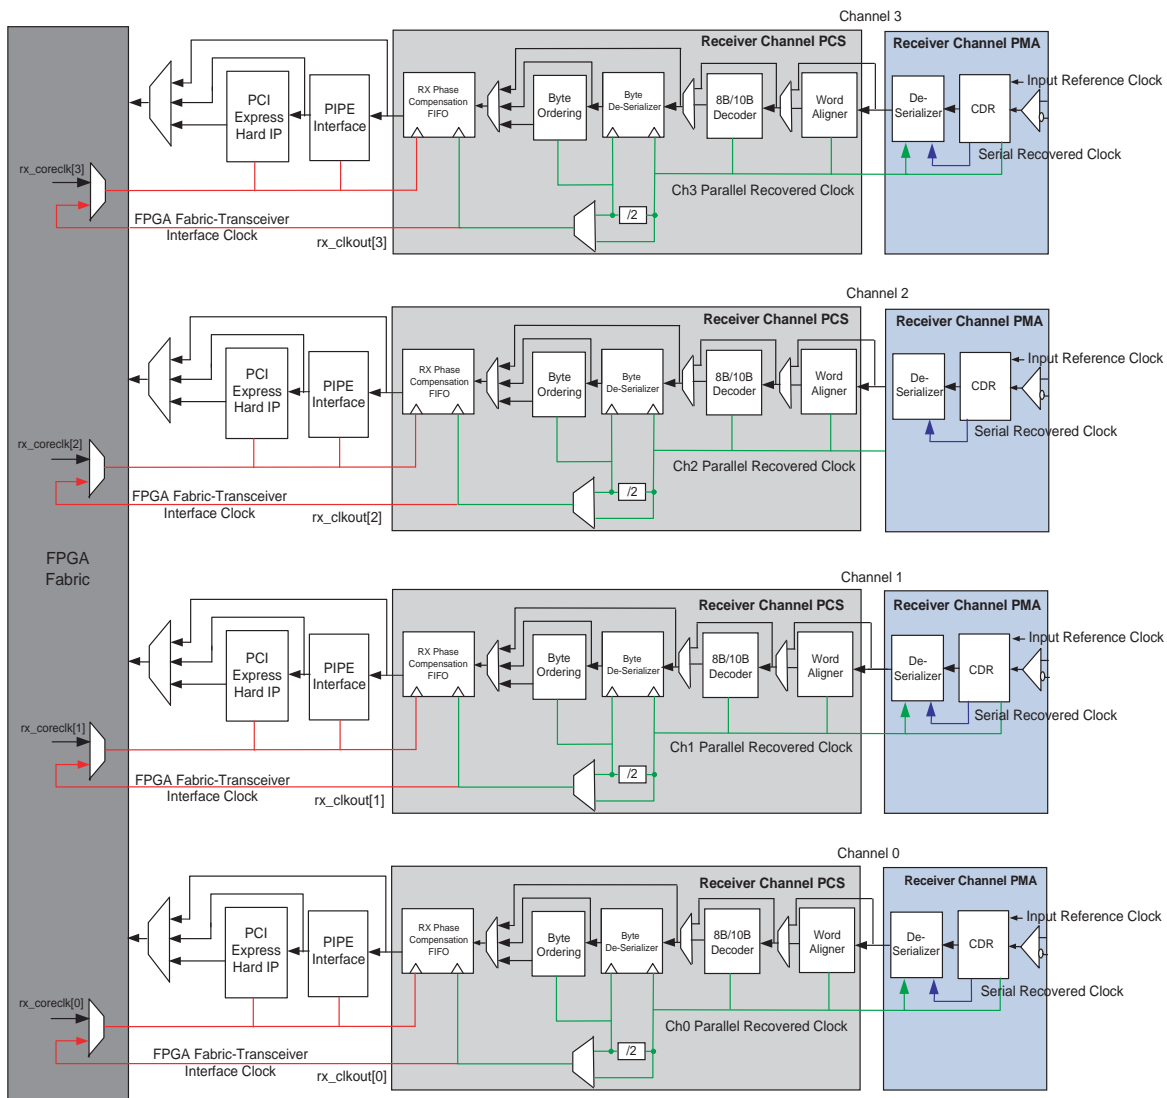 Channel 3
Receiver Channel PCS
Receiver Channel PMA
Input Reference Clock
PCI
Express
Hard IP
PIPE
Interface
RX Phase
Compensation
FIFO
Byte
Ordering
Byte
De-Serializer
8B/10B
Decoder
Word
Aligner
De-
Serializer
CDR
Serial Recovered Clock
rx_coreclk[3]
Ch3 Parallel Recovered Clock
FPGA Fabric-Transceiver
Interface Clock
rx_clkout[3]
/2
Channel 2
Receiver Channel PCS
Receiver Channel PMA
Input Reference Clock
PCI
Express
Hard IP
PIPE
Interface
RX Phase
Compensation
FIFO
Byte
Ordering
Byte
De-Serializer
8B/10B
Decoder
Word
Aligner
De-
Serializer
CDR
Serial Recovered Clock
rx_coreclk[2]
Ch2 Parallel Recovered Clock
FPGA Fabric-Transceiver
Interface Clock
rx_clkout[2]
/2
FPGA
Fabric
Channel 1
Receiver Channel PCS
Receiver Channel PMA
Input Reference Clock
PCI
Express
Hard IP
PIPE
Interface
RX Phase
Compensation
FIFO
Byte
Ordering
Byte
De-Serializer
8B/10B
Decoder
Word
Aligner
De-
Serializer
CDR
Serial Recovered Clock
rx_coreclk[1]
Ch1 Parallel Recovered Clock
FPGA Fabric-Transceiver
Interface Clock
rx_clkout[1]
/2
Channel 0
Receiver Channel PCS
Receiver Channel PMA
Input Reference Clock
PCI
Express
Hard IP
PIPE
Interface
RX Phase
Compensation
FIFO
Byte
Ordering
Byte
De-Serializer
8B/10B
Decoder
Word
Aligner
De-
Serializer
CDR
Serial Recovered Clock
rx_coreclk[0]
Ch0 Parallel Recovered Clock
FPGA Fabric-Transceiver
Interface Clock
rx_clkout[0]
/2